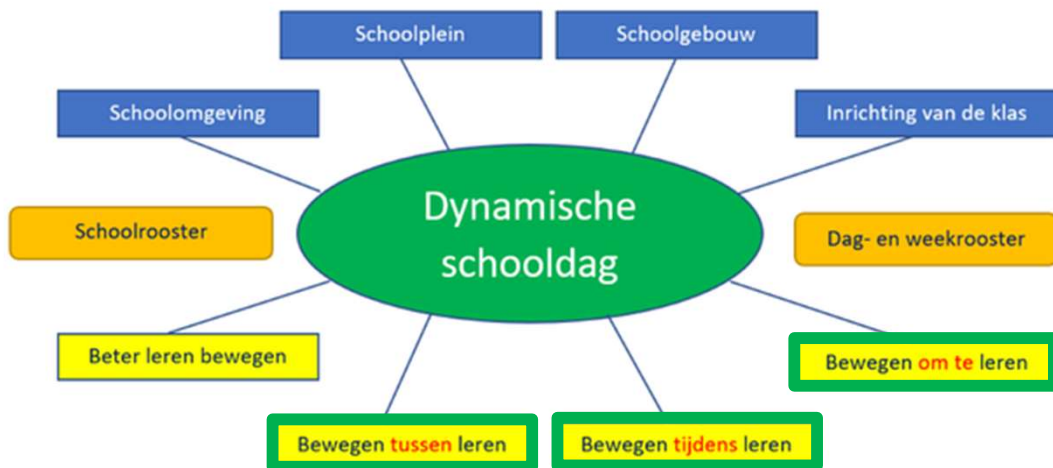 Schoolplein
Schoolgebouw
Schoolomgeving
Inrichting van de klas
Dynamische
schooldag
Schoolrooster
Dag- en weekrooster
Beter leren bewegen
Bewegen om te leren
Bewegen tussen leren
Bewegen tijdens leren